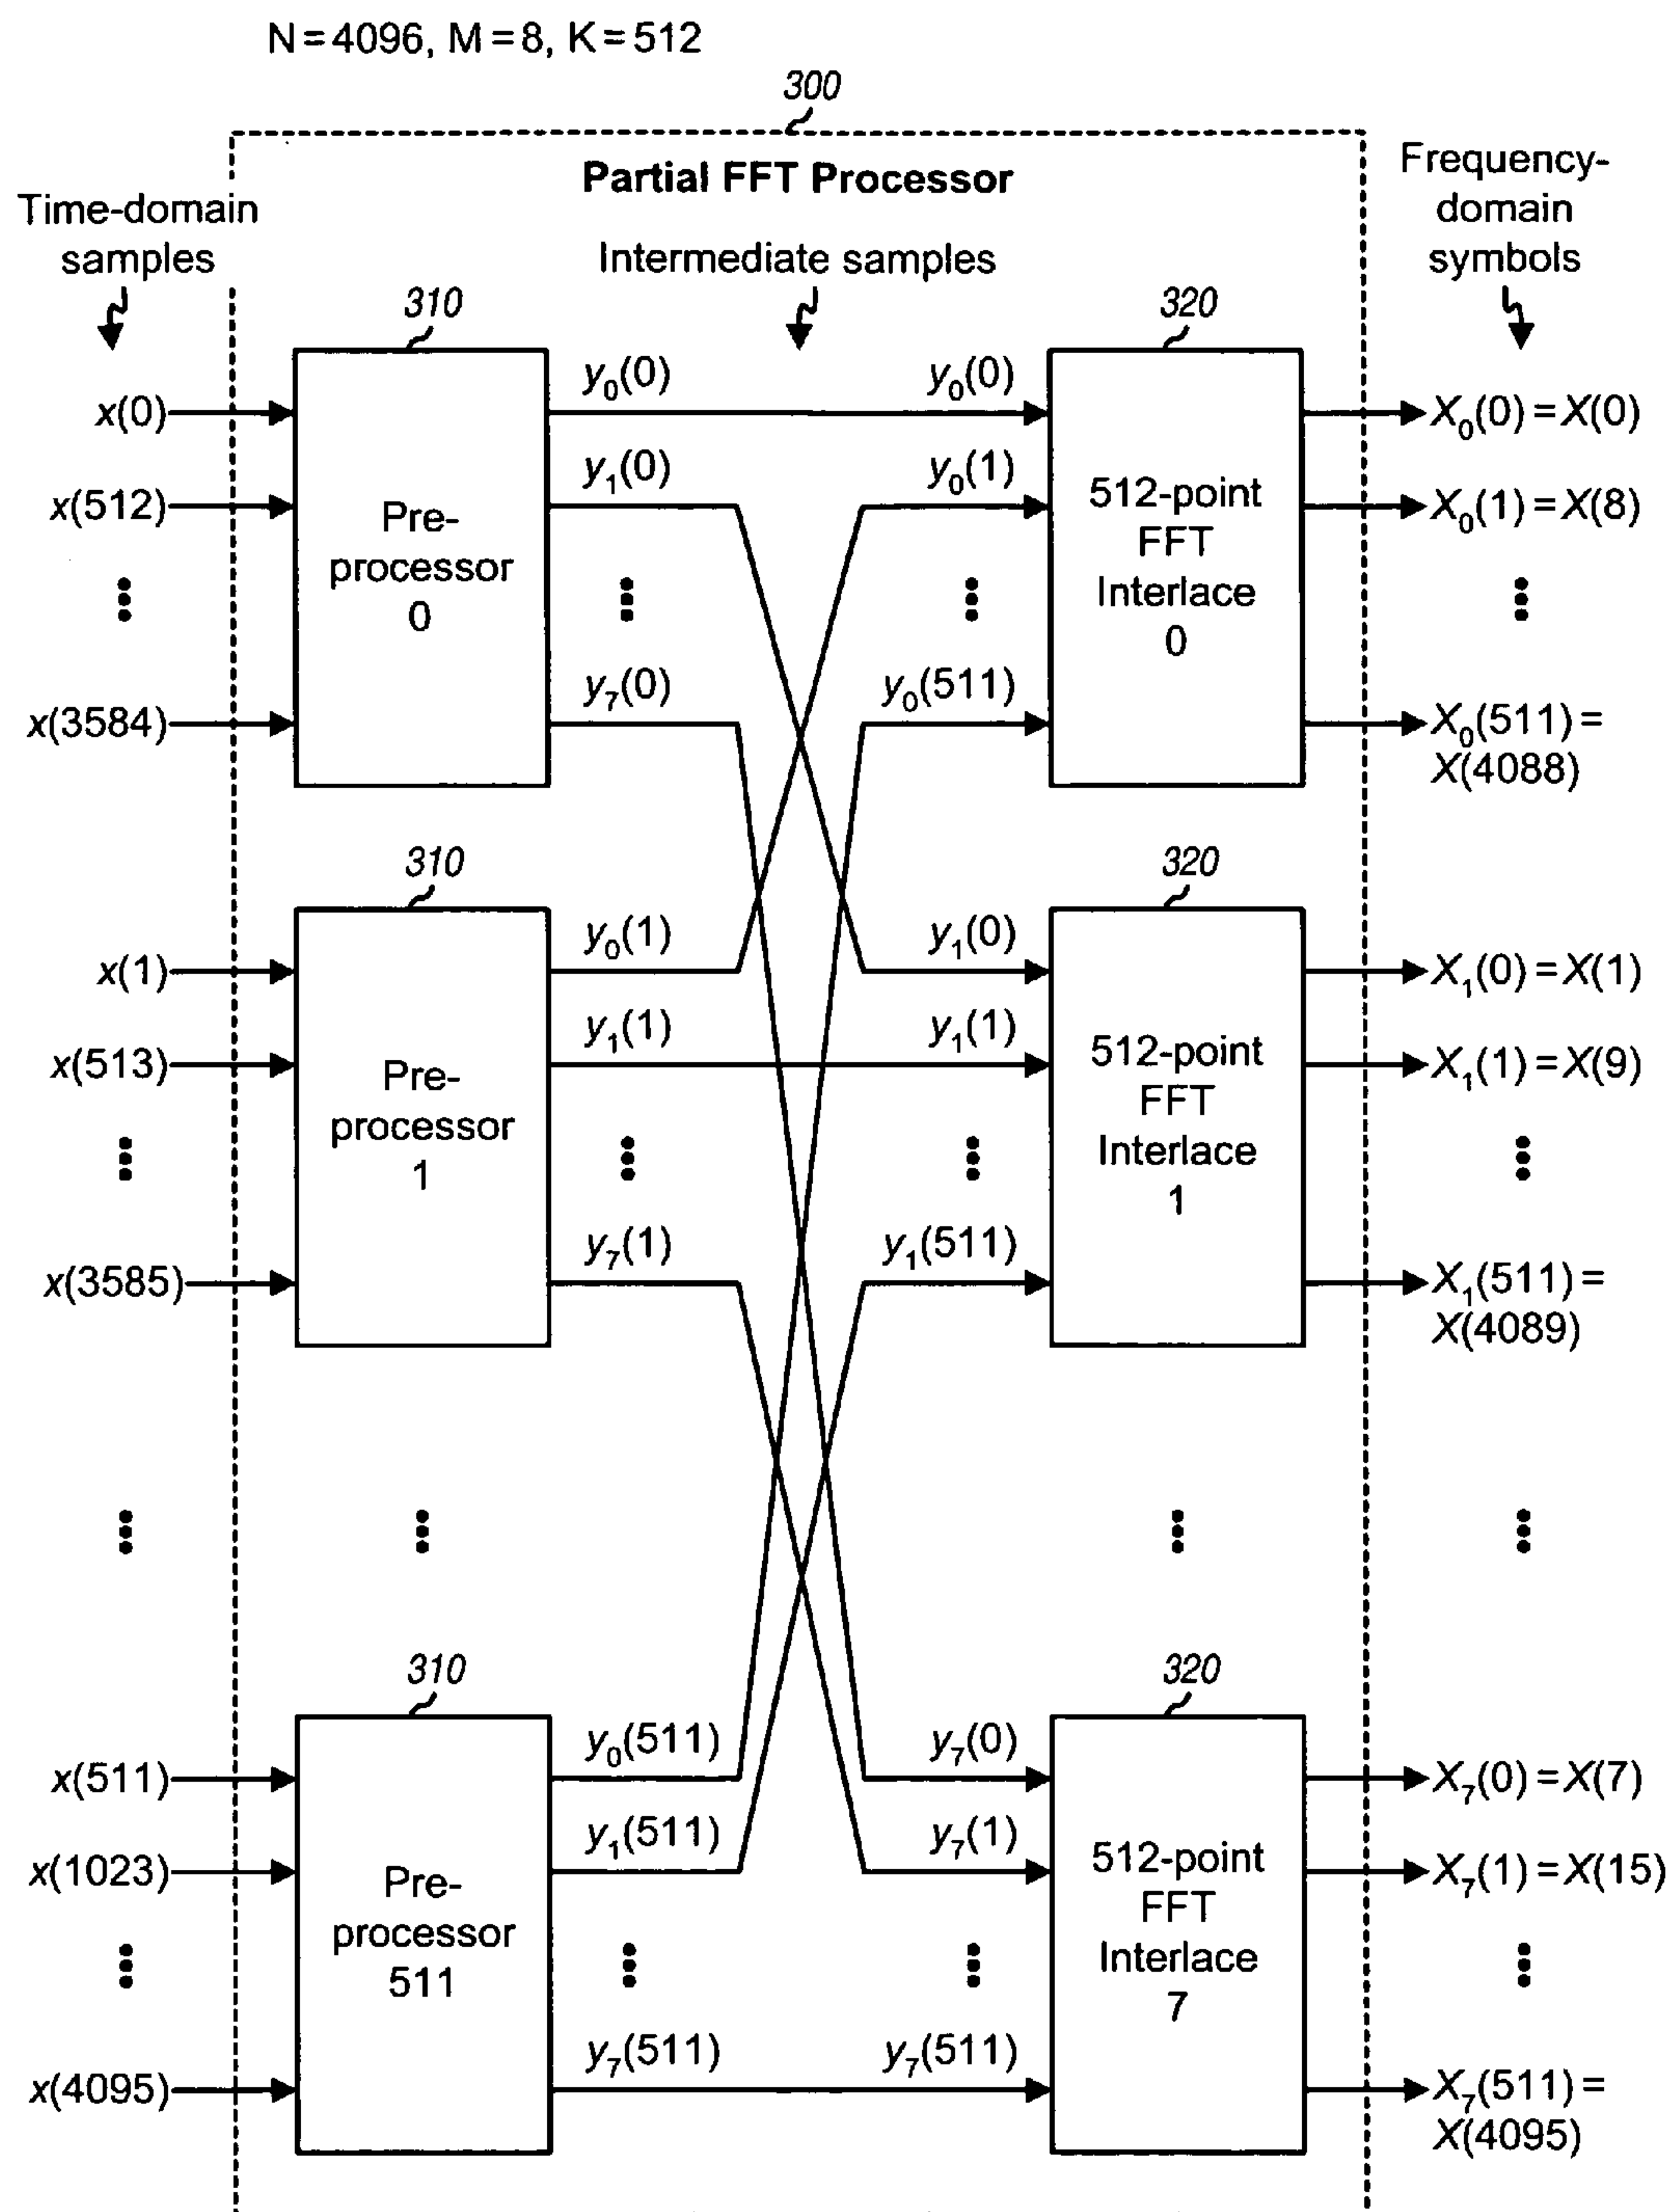 N=4096, M=8, K=512
300
Partial FFT Processor
Time-domain
samples
Intermediate samples
Frequency-
domain
symbols
310
320
x(0)
y₀(0)
y₀(0)
X₀(0)=X(0)
x(512)
y₁(0)
y₀(1)
X₀(1)=X(8)
Pre-
processor
0
512-point
FFT
Interlace
0
x(3584)
y₇(0)
y₀(511)
X₀(511)=
X(4088)
310
320
x(1)
y₀(1)
y₁(0)
X₁(0)=X(1)
x(513)
y₁(1)
y₁(1)
X₁(1)=X(9)
Pre-
processor
1
512-point
FFT
Interlace
1
x(3585)
y₇(1)
y₁(511)
X₁(511)=
X(4089)
310
320
x(511)
y₀(511)
y₇(0)
X₇(0)=X(7)
x(1023)
y₁(511)
y₇(1)
X₇(1)=X(15)
Pre-
processor
511
512-point
FFT
Interlace
7
x(4095)
y₇(511)
y₇(511)
X₇(511)=
X(4095)